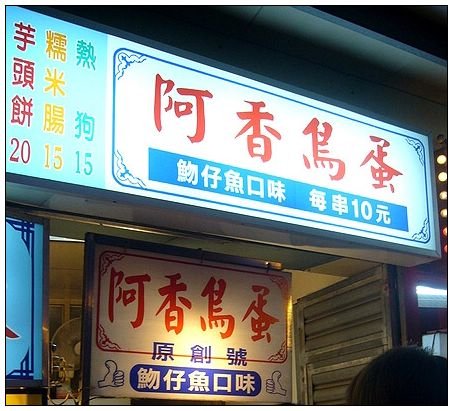 熱狗 15
糯米腸 15
芋頭餅 20
阿香鳥蛋
魩仔魚口味 每串10元
阿香鳥蛋
原創號
魩仔魚口味